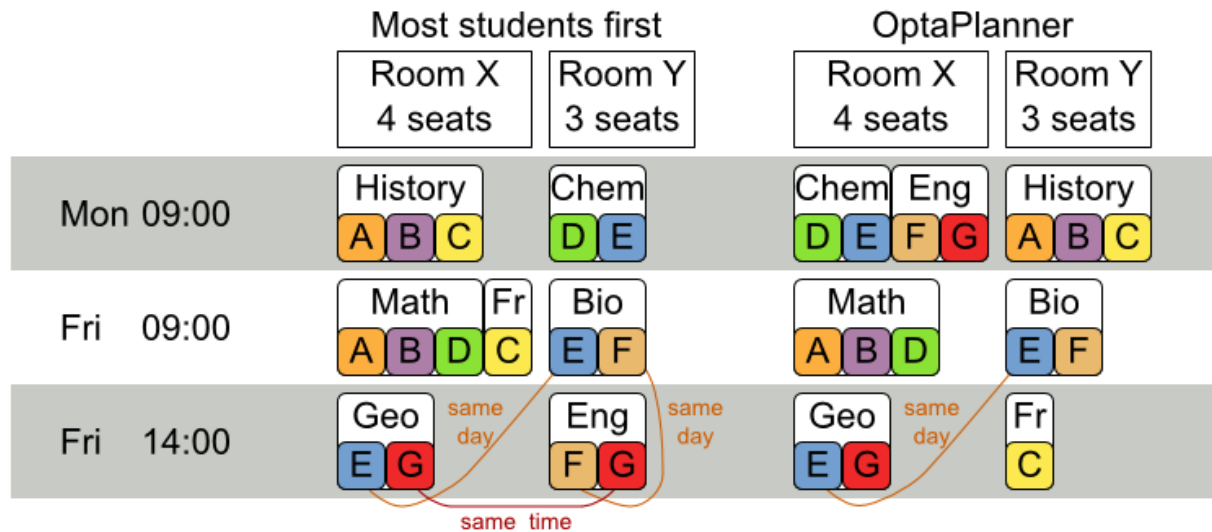 Most students first OptaPlanner
Room X Room Y Room X Room Y
4 seats 3 seats 4 seats 3 seats
History Chem Chem Eng History
Mon 09:00
A B C D E D E F G A B C
Math Fr Bio Math Bio
Fri 09:00
A B D C E F A B D E F
Geo same Eng same Geo same Fr
Fri 14:00 day day day
E G F G E G C
same time